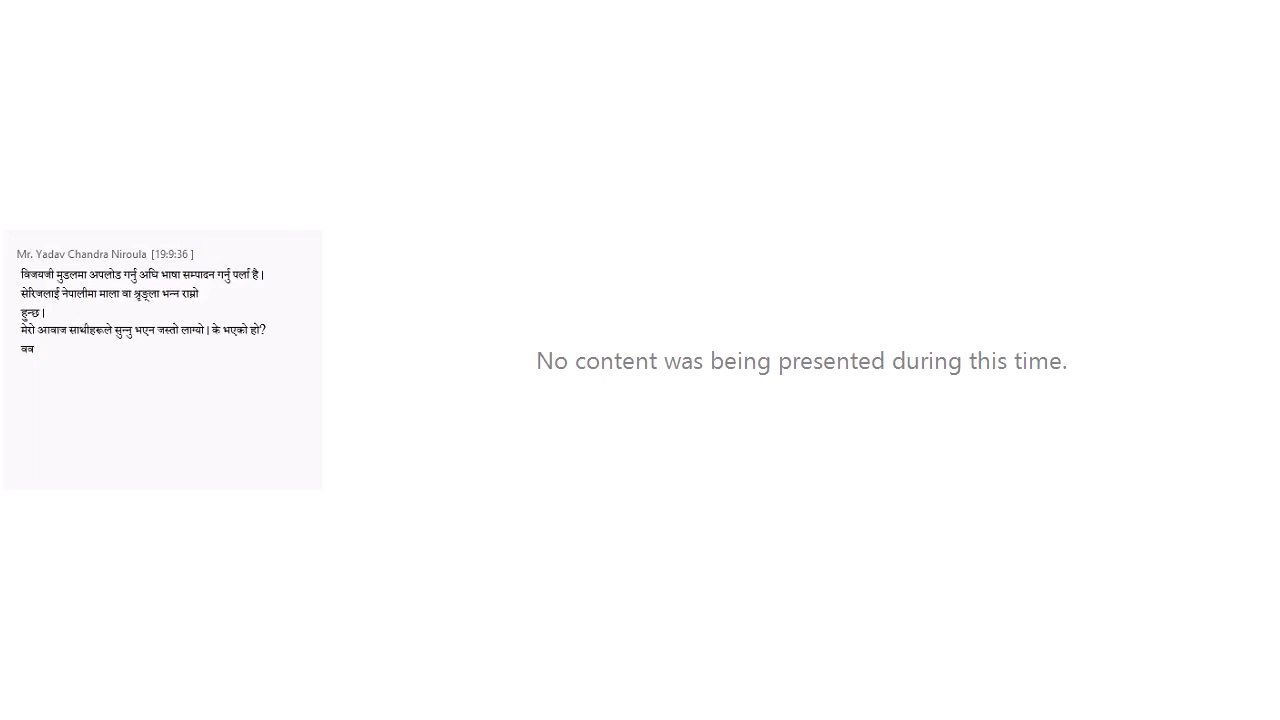 Mr. Yadav Chandra Niroula [19:9:36 ]
विजयजी मुडलमा अपलोड गर्नु अघि भाषा सम्पादन गर्नु पर्ला है।
सेरिजलाई नेपालीमा माला वा श्रृङ्ला भन्न राम्रो
हुन्छ।
मेरो आवाज साथीहरूले सुन्नु भएन जस्तो लाग्यो। के भएको हो?
वव
No content was being presented during this time.